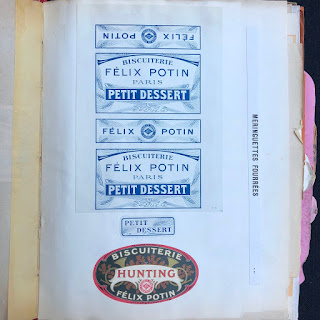 FÉLIX POTIN
BISCUITERIE
FÉLIX POTIN
PARIS
PETIT DESSERT
FÉLIX POTIN
BISCUITERIE
FÉLIX POTIN
PARIS
PETIT DESSERT
PETIT
DESSERT
BISCUITERIE
HUNTING
FÉLIX POTIN
MERINGUETTES FOURRÉES